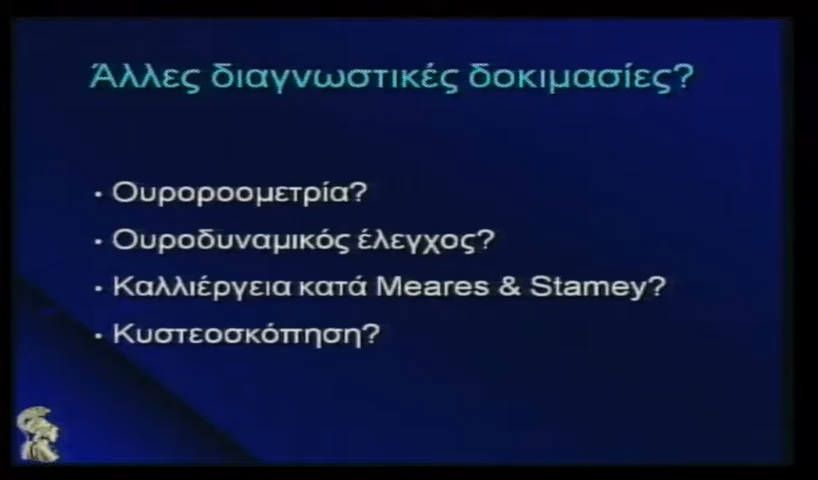 Άλλες διαγνωστικές δοκιμασίες?
• Ουροροομετρία?
• Ουροδυναμικός έλεγχος?
• Καλλιέργεια κατά Meares & Stamey?
• Κυστεοσκόπηση?